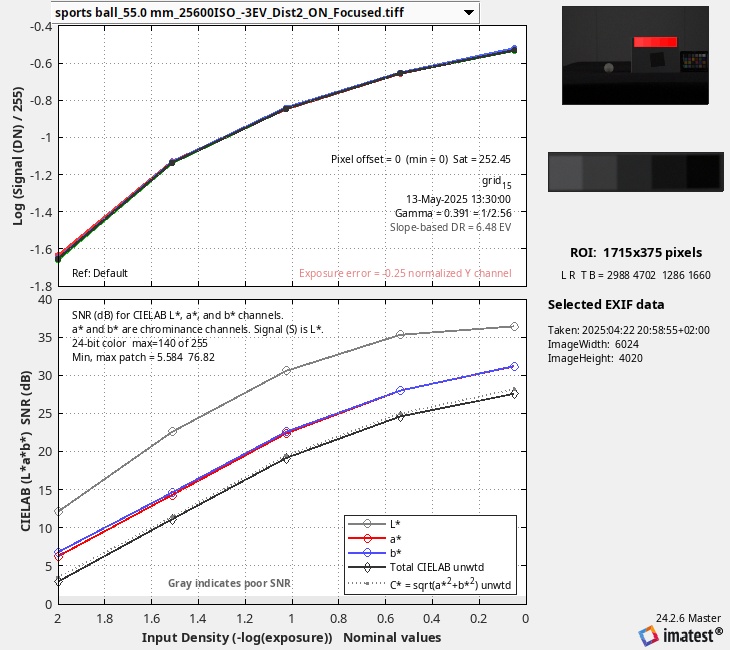 sports ball_55.0 mm_25600ISO_-3EV_Dist2_ON_Focused.tiff
-0.4
-0.6
-0.8
-1
-1.2
-1.4
-1.6
-1.8
Log (Signal (DN) / 255)
Pixel offset = 0 (min = 0) Sat = 252.45
grid15
13-May-2025 13:30:00
Gamma = 0.391 = 1/2.56
Slope-based DR = 6.48 EV
Ref: Default
Exposure error = -0.25 normalized Y channel
40
35
30
25
20
15
10
5
0
CIELAB (L*a*b*) SNR (dB)
SNR (dB) for CIELAB L*, a*, and b* channels.
a* and b* are chrominance channels. Signal (S) is L*.
24-bit color max=140 of 255
Min, max patch = 5.584 76.82
Gray indicates poor SNR
L*
a*
b*
Total CIELAB unwtd
C* = sqrt(a*²+b*²) unwtd
2 1.8 1.6 1.4 1.2 1 0.8 0.6 0.4 0.2 0
Input Density (-log(exposure)) Nominal values
ROI: 1715x375 pixels
L R T B = 2988 4702 1286 1660
Selected EXIF data
Taken: 2025:04:22 20:58:55+02:00
ImageWidth: 6024
ImageHeight: 4020
24.2.6 Master
imatest®